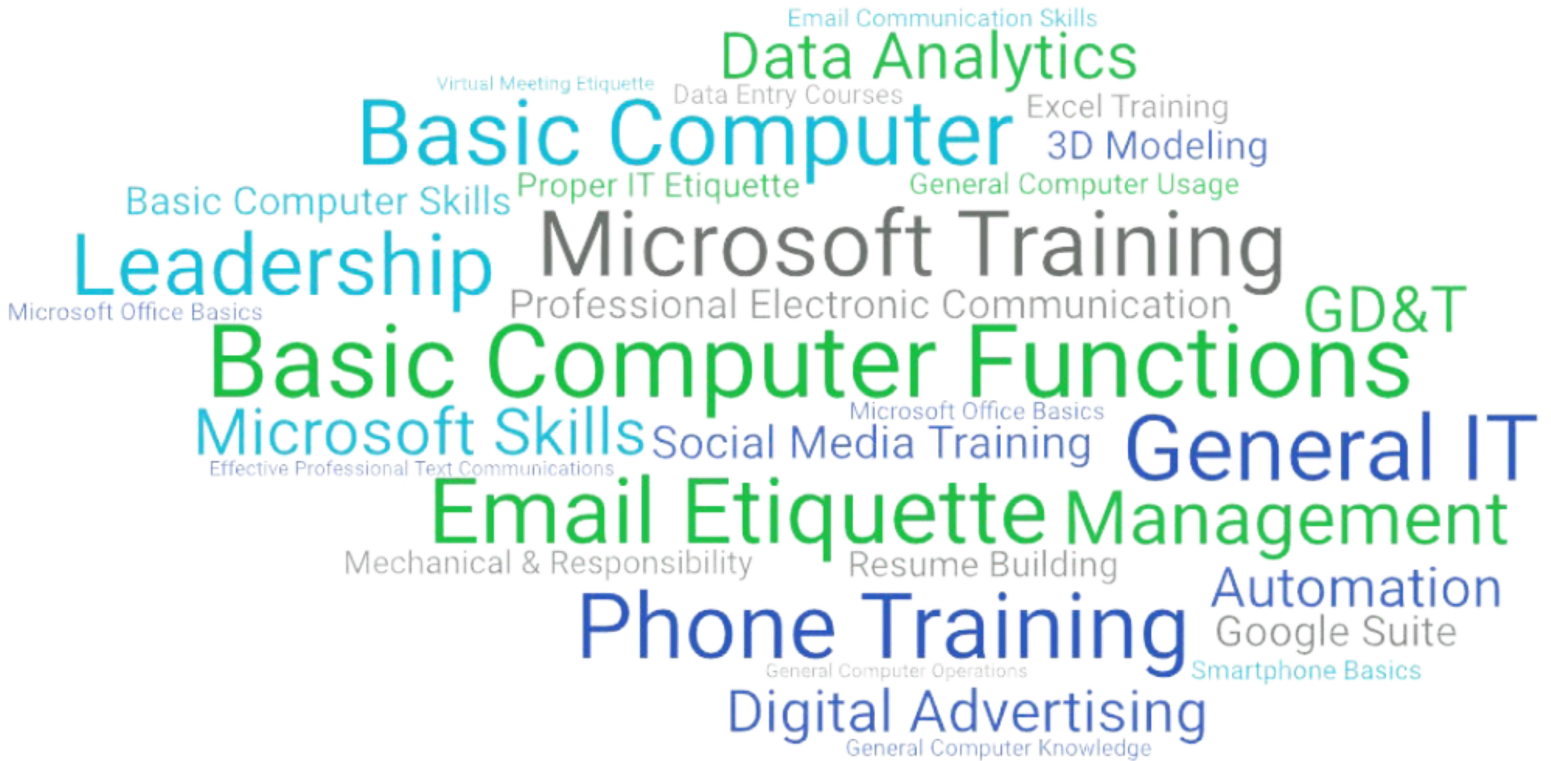 Email Communication Skills
Data Analytics
Virtual Meeting Etiquette
Data Entry Courses
Excel Training
Basic Computer
3D Modeling
Proper IT Etiquette
General Computer Usage
Basic Computer Skills
Microsoft Training
Leadership
Professional Electronic Communication
GD&T
Microsoft Office Basics
Basic Computer Functions
Microsoft Office Basics
Microsoft Skills
Social Media Training
General IT
Effective Professional Text Communications
Email Etiquette
Management
Mechanical & Responsibility
Resume Building
Automation
Phone Training
Google Suite
General Computer Operations
Smartphone Basics
Digital Advertising
General Computer Knowledge